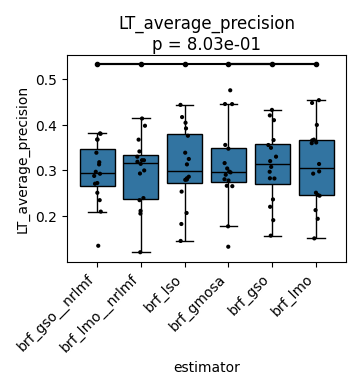 LT_average_precision
p = 8.03e-01
LT_average_precision
0.5
0.4
0.3
0.2
brf_gso__nrlmf
brf_lmo__nrlmf
brf_lso
brf_gmosa
brf_gso
brf_lmo
estimator